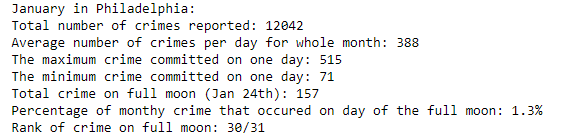 January in Philadelphia:
Total number of crimes reported: 12042
Average number of crimes per day for whole month: 388
The maximum crime committed on one day: 515
The minimum crime committed on one day: 71
Total crime on full moon (Jan 24th): 157
Percentage of monthy crime that occured on day of the full moon: 1.3%
Rank of crime on full moon: 30/31